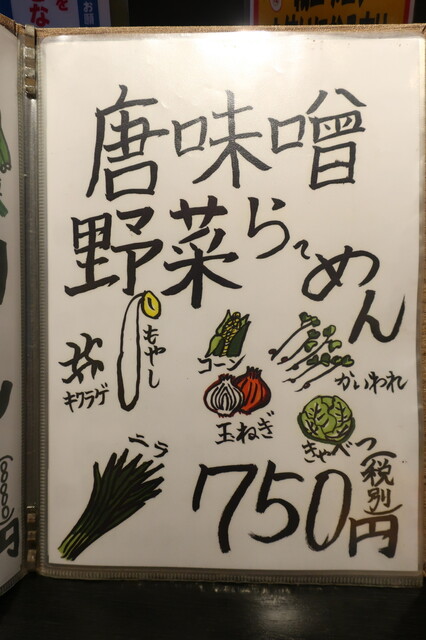 唐味噌
野菜らーめん
もやし
コーン
かいわれ
キクラゲ
玉ねぎ
きゃべつ
ニラ
750円
(税別)
円